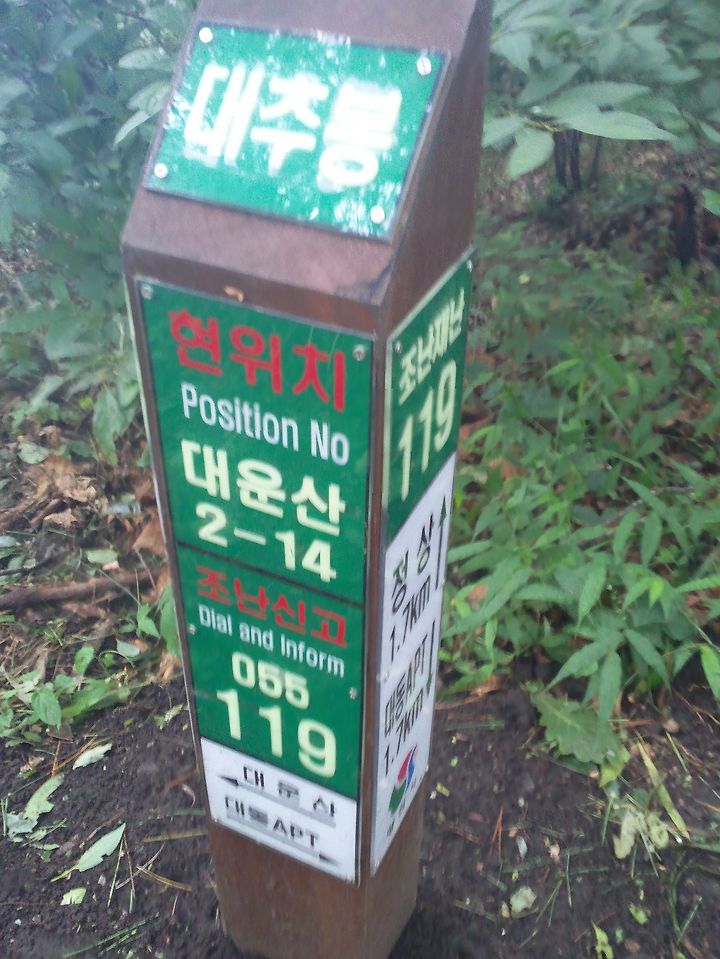 대추봉
현위치
Position No
대운산
2-14
조난신고
Dial and Inform
055
119
대운산
대동APT
조난재난
119
정상
1.7km
대동APT
1.7km